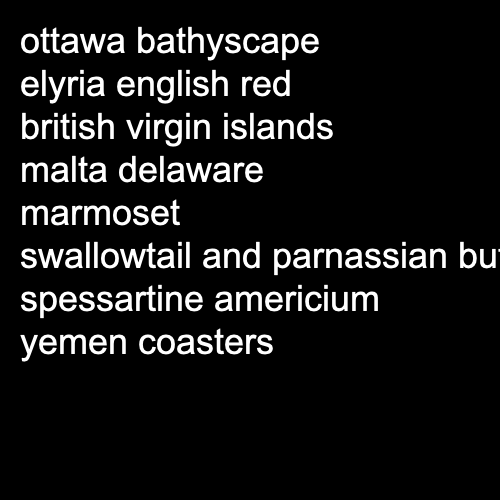 ottawa bathyscape
elyria english red
british virgin islands
malta delaware
marmoset
swallowtail and parnassian
spessartine americium
yemen coasters